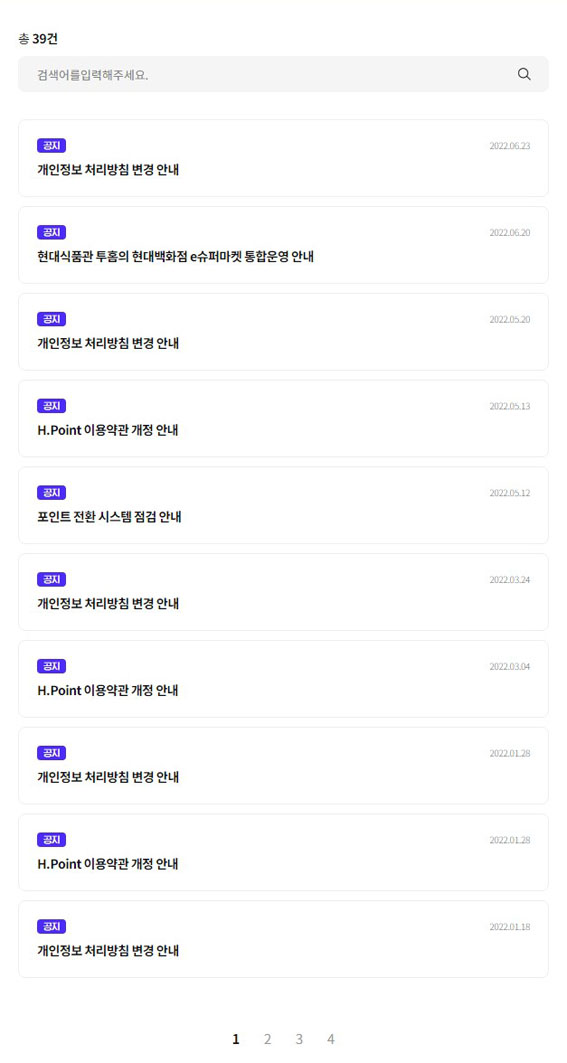 총 39건
검색어를입력해주세요.
공지
2022.06.23
개인정보 처리방침 변경 안내
공지
2022.06.20
현대식품관 투홈의 현대백화점 e슈퍼마켓 통합운영 안내
공지
2022.05.20
개인정보 처리방침 변경 안내
공지
2022.05.13
H.Point 이용약관 개정 안내
공지
2022.05.12
포인트 전환 시스템 점검 안내
공지
2022.03.24
개인정보 처리방침 변경 안내
공지
2022.03.04
H.Point 이용약관 개정 안내
공지
2022.01.28
개인정보 처리방침 변경 안내
공지
2022.01.28
H.Point 이용약관 개정 안내
공지
2022.01.18
개인정보 처리방침 변경 안내
1 2 3 4